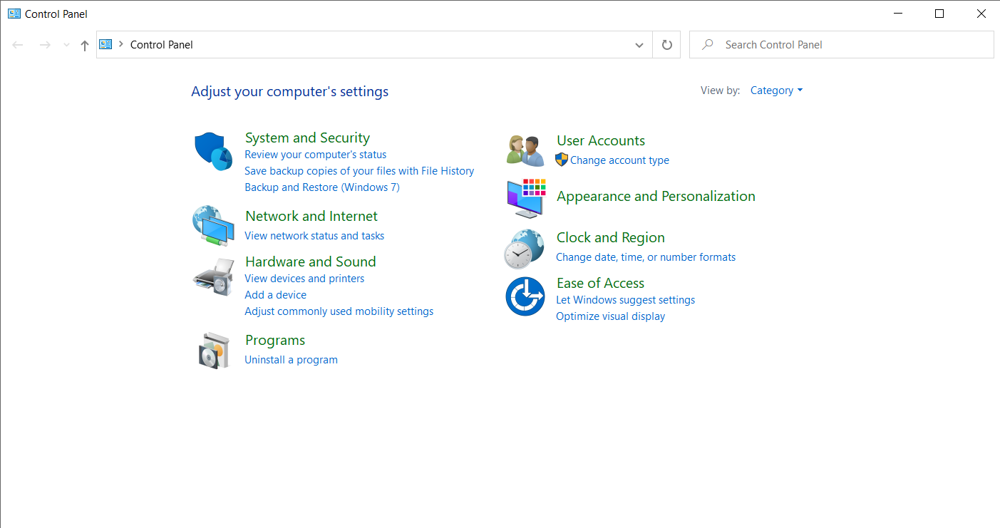 Control Panel
Control Panel
Search Control Panel
Adjust your computer's settings
View by: Category
System and Security
Review your computer's status
Save backup copies of your files with File History
Backup and Restore (Windows 7)
Network and Internet
View network status and tasks
Hardware and Sound
View devices and printers
Add a device
Adjust commonly used mobility settings
Programs
Uninstall a program
User Accounts
Change account type
Appearance and Personalization
Clock and Region
Change date, time, or number formats
Ease of Access
Let Windows suggest settings
Optimize visual display